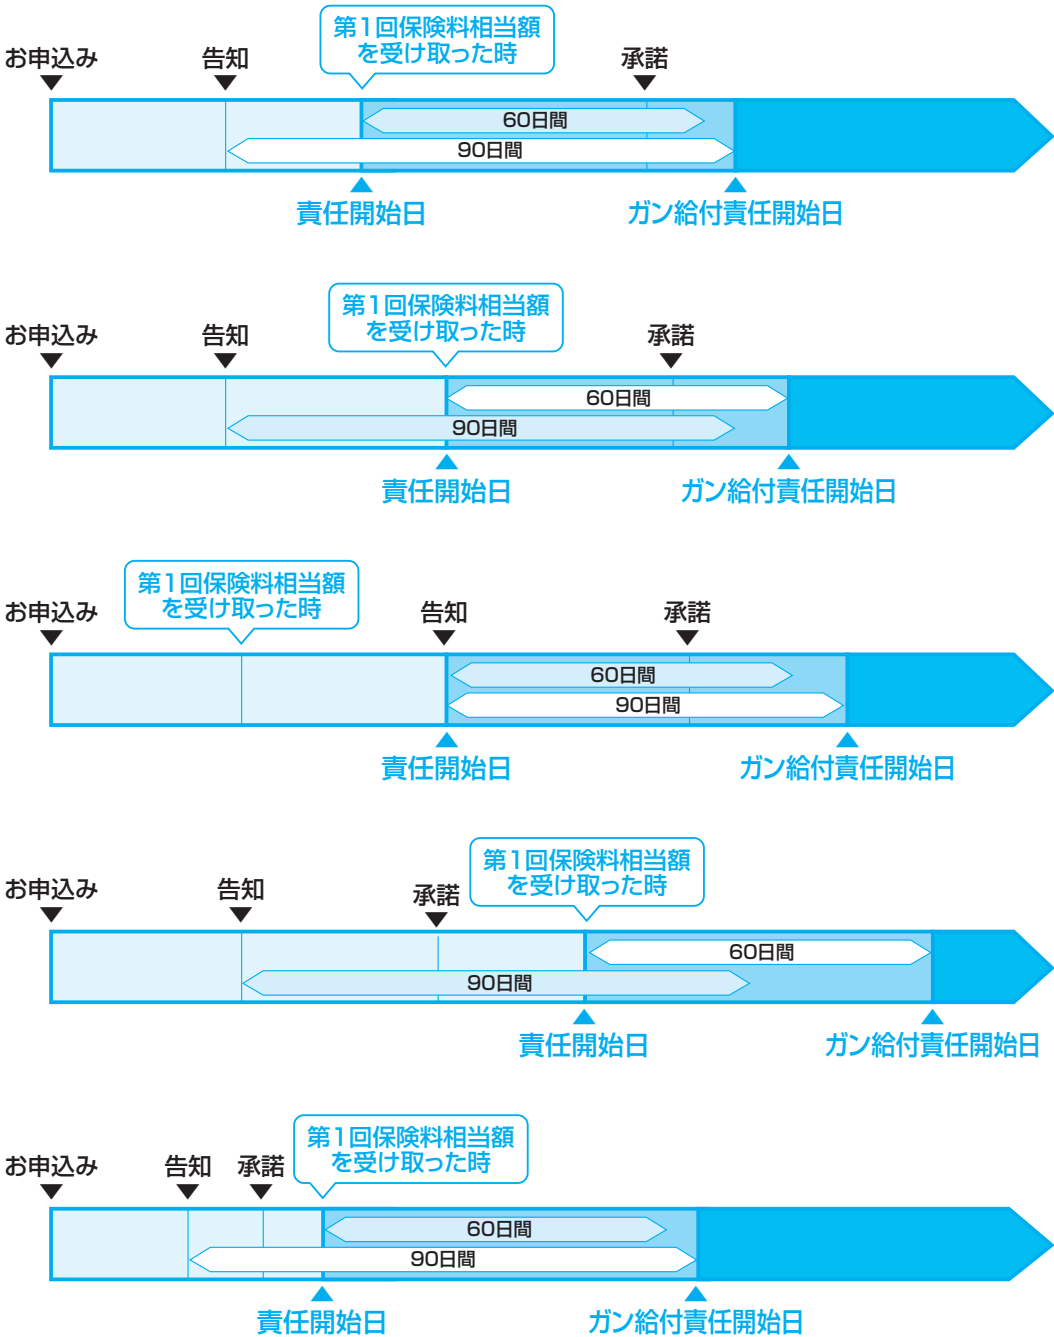 第1回保険料相当額
を受け取った時
お申込み
告知
承諾
60日間
90日間
責任開始日
ガン給付責任開始日
第1回保険料相当額
を受け取った時
お申込み
告知
承諾
60日間
90日間
責任開始日
ガン給付責任開始日
第1回保険料相当額
を受け取った時
お申込み
告知
承諾
60日間
90日間
責任開始日
ガン給付責任開始日
第1回保険料相当額
を受け取った時
お申込み
告知
承諾
60日間
90日間
責任開始日
ガン給付責任開始日
第1回保険料相当額
を受け取った時
お申込み
告知
承諾
60日間
90日間
責任開始日
ガン給付責任開始日